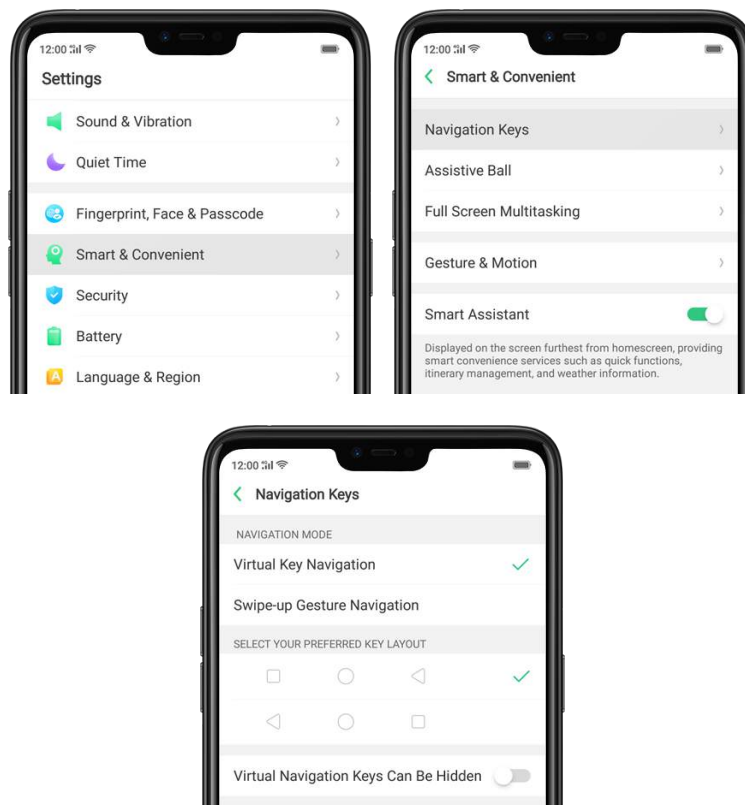 12:00
Settings
Sound & Vibration
Quiet Time
Fingerprint, Face & Passcode
Smart & Convenient
Security
Battery
Language & Region
12:00
Smart & Convenient
Navigation Keys
Assistive Ball
Full Screen Multitasking
Gesture & Motion
Smart Assistant
Displayed on the screen furthest from homescreen, providing
smart convenience services such as quick functions,
itinerary management, and weather information.
12:00
Navigation Keys
NAVIGATION MODE
Virtual Key Navigation
Swipe-up Gesture Navigation
SELECT YOUR PREFERRED KEY LAYOUT
Virtual Navigation Keys Can Be Hidden